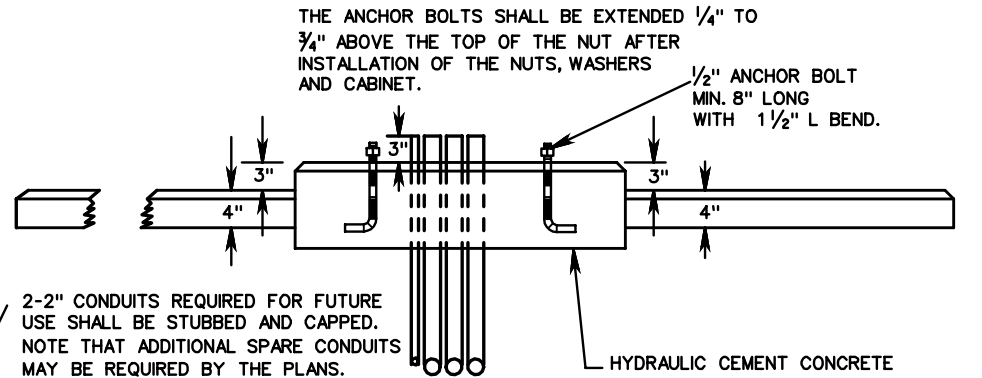 THE ANCHOR BOLTS SHALL BE EXTENDED 1/4" TO
3/4" ABOVE THE TOP OF THE NUT AFTER
INSTALLATION OF THE NUTS, WASHERS
AND CABINET.
1/2" ANCHOR BOLT
MIN. 8" LONG
WITH 1 1/2" L BEND.
3"
3"
3"
4"
4"
2-2" CONDUITS REQUIRED FOR FUTURE
USE SHALL BE STUBBED AND CAPPED.
NOTE THAT ADDITIONAL SPARE CONDUITS
MAY BE REQUIRED BY THE PLANS.
HYDRAULIC CEMENT CONCRETE